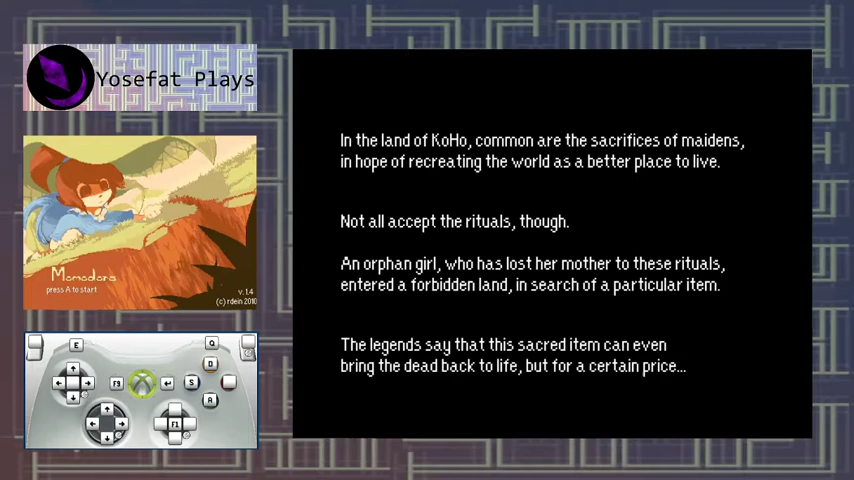 Yosefat Plays
Momodora
press A to start
v. 1.4
(c) rdein 2010
E
Q
D
F9
S
A
F1
In the land of KoHo, common are the sacrifices of maidens,
in hope of recreating the world as a better place to live.
Not all accept the rituals, though.
An orphan girl, who has lost her mother to these rituals,
entered a forbidden land, in search of a particular item.
The legends say that this sacred item can even
bring the dead back to life, but for a certain price...